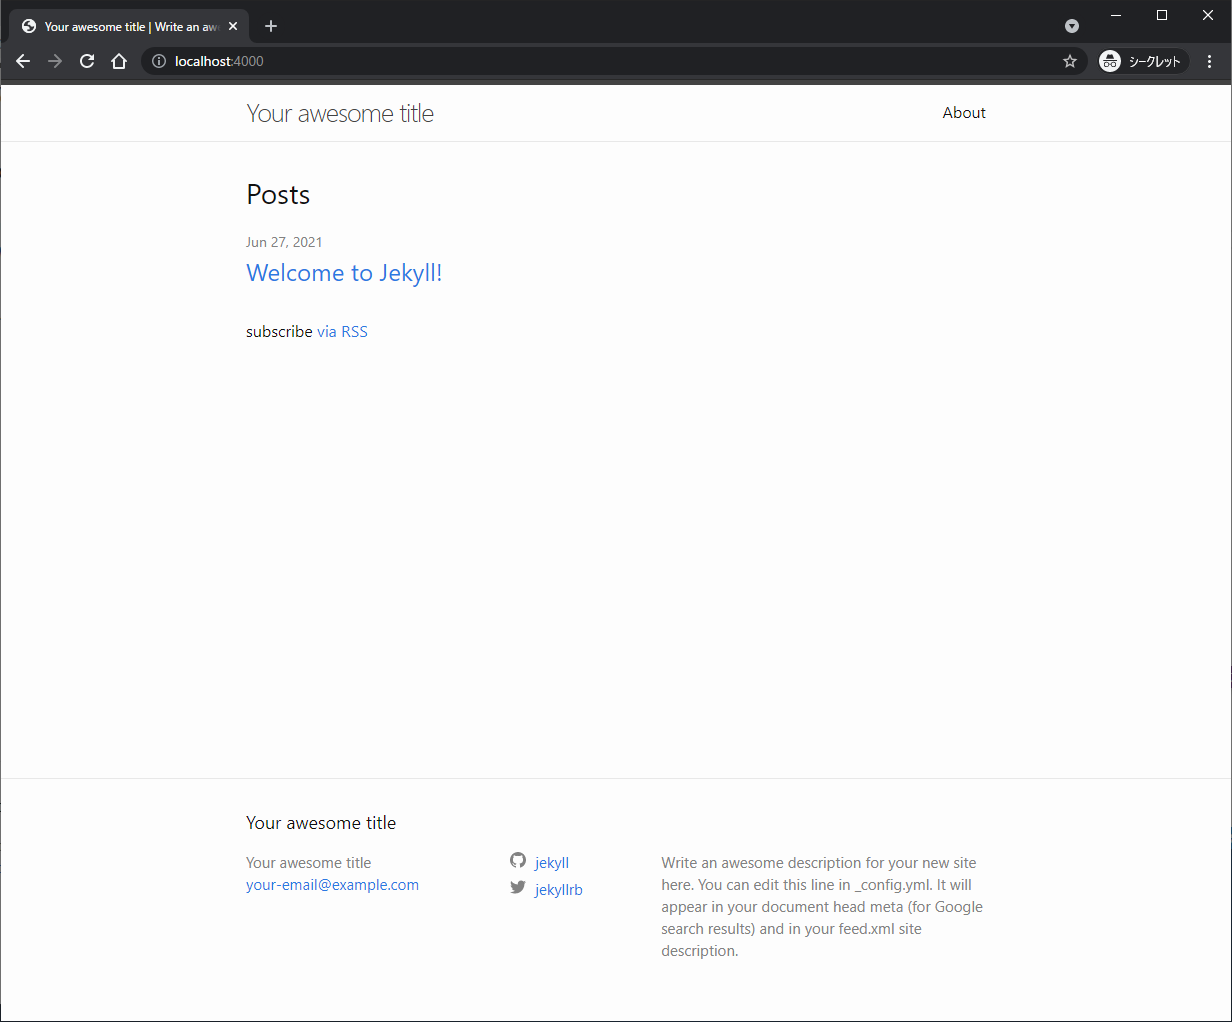 Your awesome title | Write an aw
localhost:4000
シークレット
Your awesome title
About
Posts
Jun 27, 2021
Welcome to Jekyll!
subscribe via RSS
Your awesome title
Your awesome title
your-email@example.com
jekyll
jekyllrb
Write an awesome description for your new site
here. You can edit this line in _config.yml. It will
appear in your document head meta (for Google
search results) and in your feed.xml site
description.